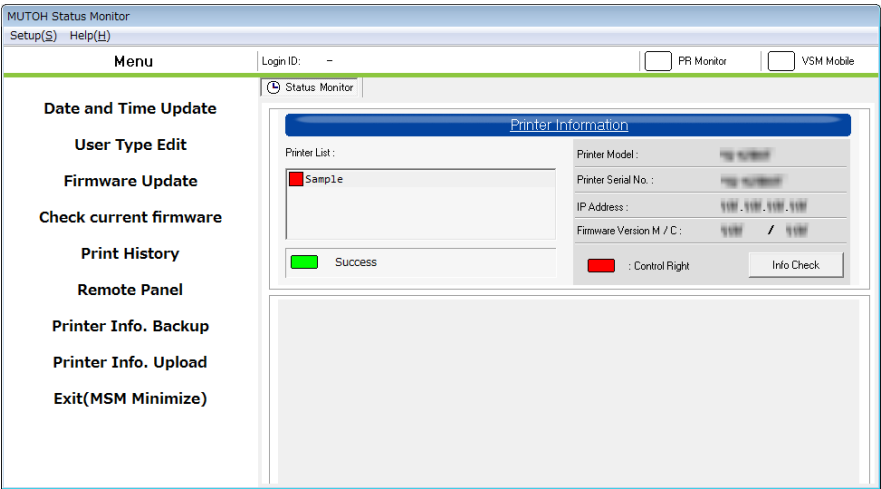 MUTOH Status Monitor
Setup(S) Help(H)
Menu
Login ID: –
PR Monitor
VSM Mobile
Date and Time Update
User Type Edit
Firmware Update
Check current firmware
Print History
Remote Panel
Printer Info. Backup
Printer Info. Upload
Exit(MSM Minimize)
Status Monitor
Printer Information
Printer List :
Sample
Success
Printer Model :
Printer Serial No. :
IP Address :
Firmware Version M / C : /
: Control Right
Info Check